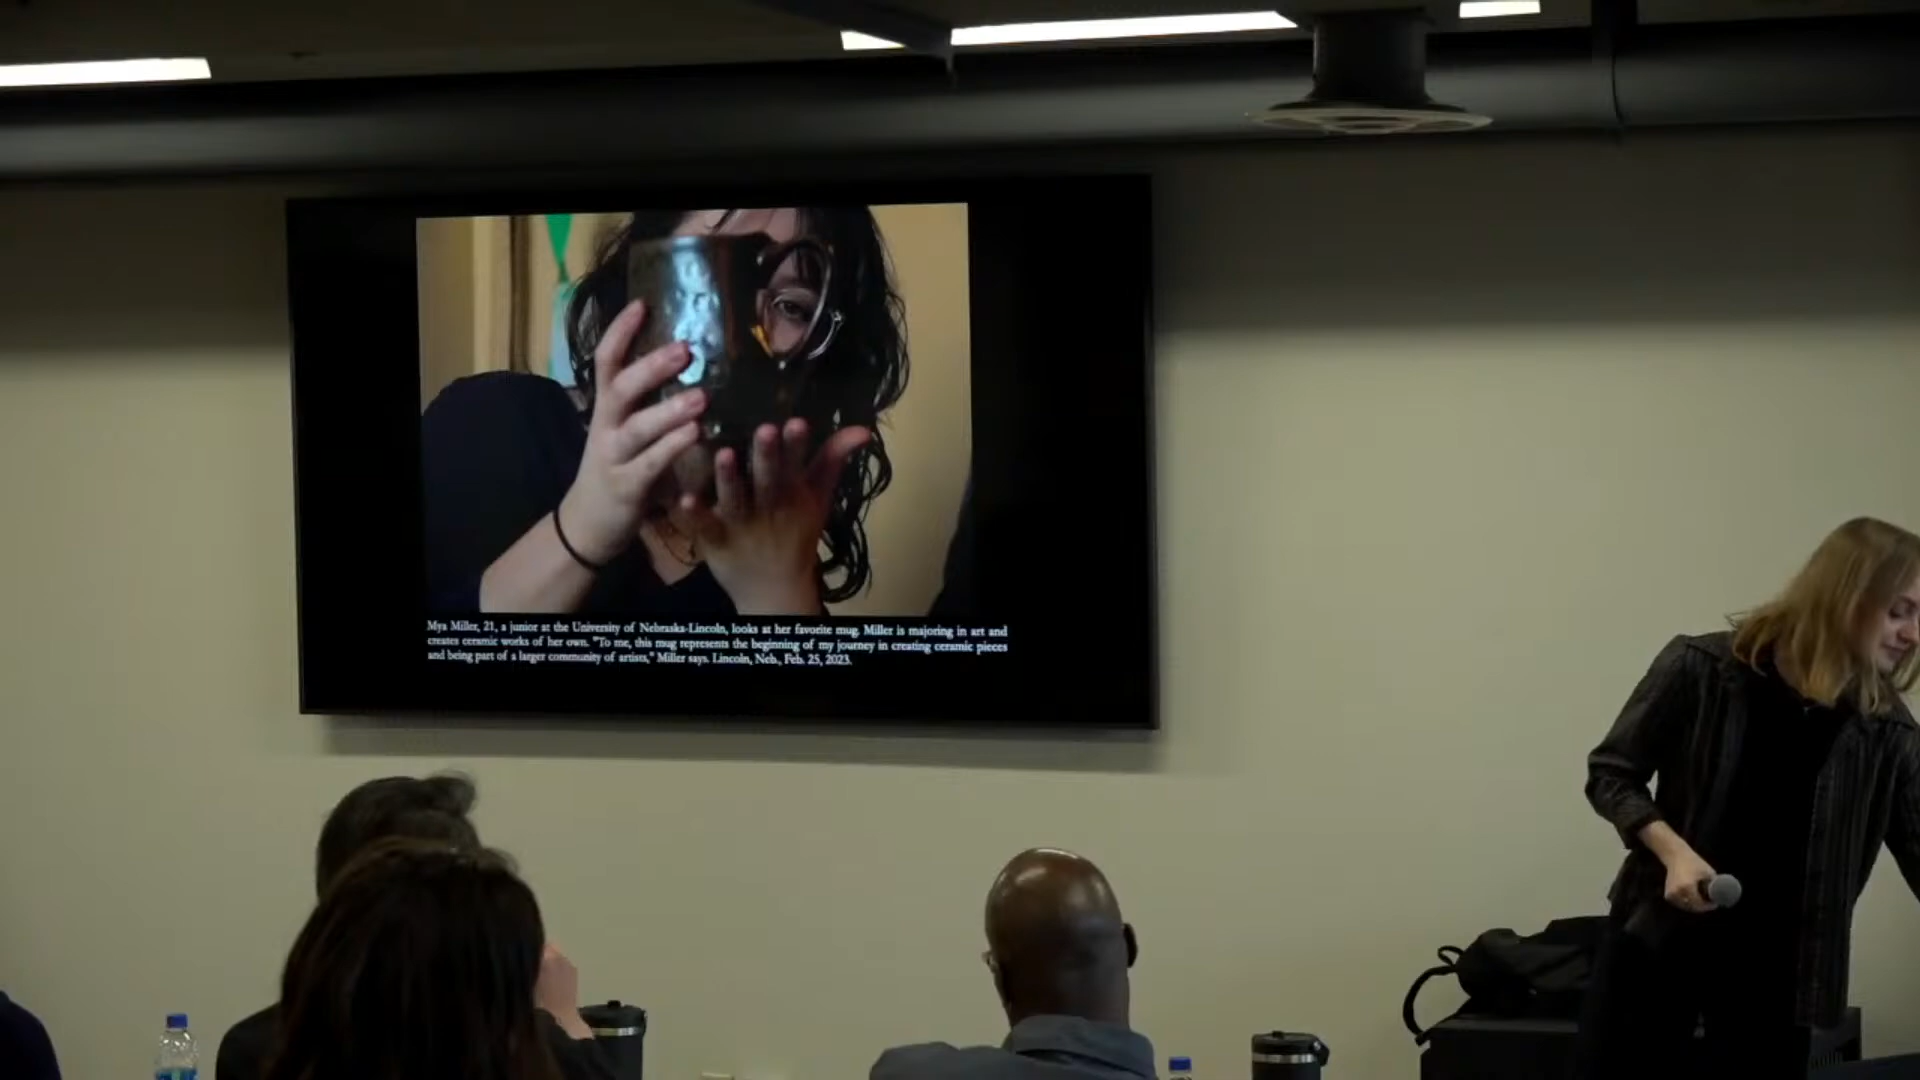 Mya Miller, 21, a junior at the University of Nebraska-Lincoln, looks at her favorite mug. Miller is majoring in art and
creates ceramic works of her own. "To me, this mug represents the beginning of my journey in creating ceramic pieces
and being part of a larger community of artists," Miller says. Lincoln, Neb., Feb. 25, 2023.